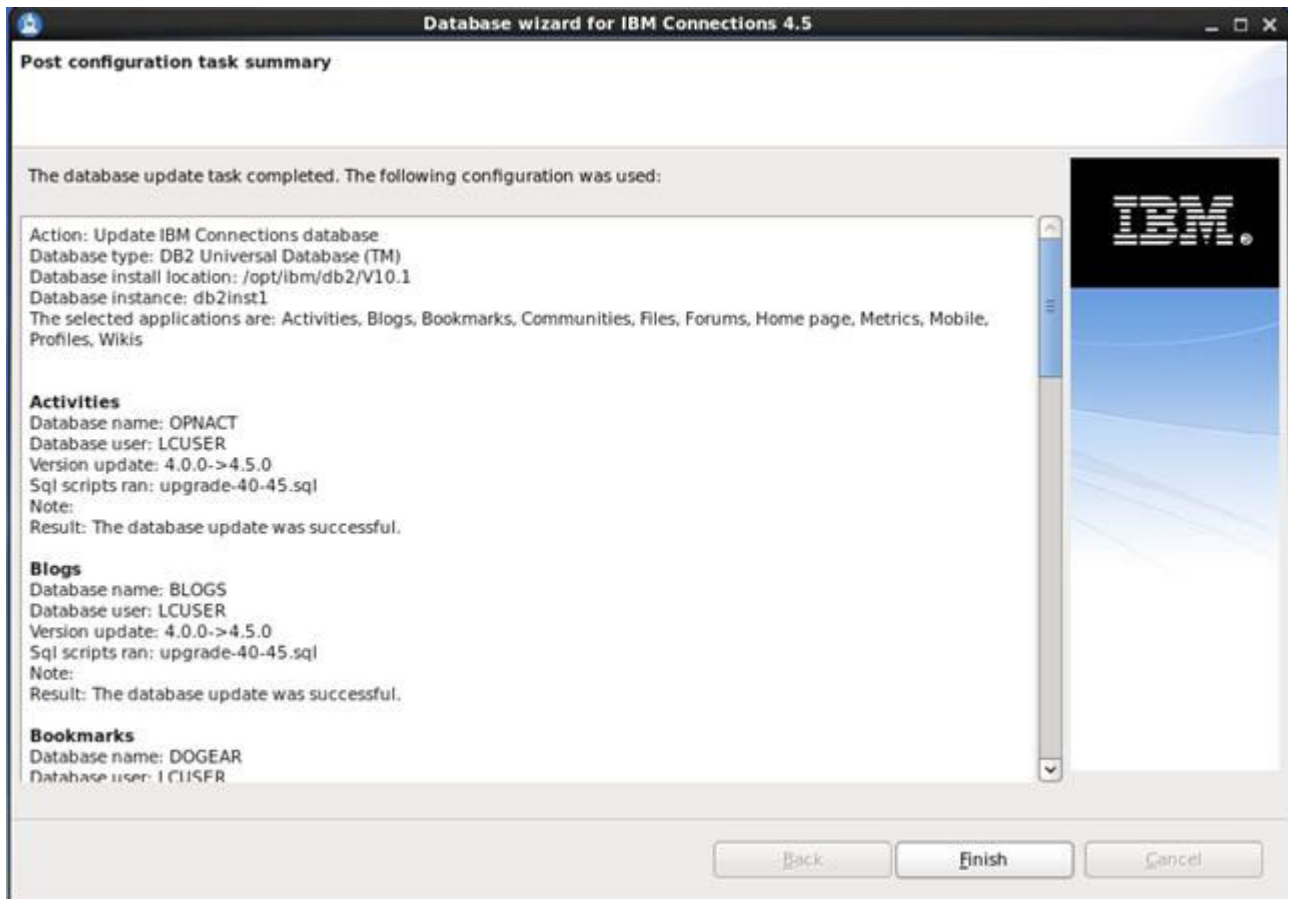 Database wizard for IBM Connections 4.5
Post configuration task summary
The database update task completed. The following configuration was used:
Action: Update IBM Connections database
Database type: DB2 Universal Database (TM)
Database install location: /opt/ibm/db2/V10.1
Database instance: db2inst1
The selected applications are: Activities, Blogs, Bookmarks, Communities, Files, Forums, Home page, Metrics, Mobile,
Profiles, Wikis
Activities
Database name: OPNACT
Database user: LCUSER
Version update: 4.0.0->4.5.0
Sql scripts ran: upgrade-40-45.sql
Note:
Result: The database update was successful.
Blogs
Database name: BLOGS
Database user: LCUSER
Version update: 4.0.0->4.5.0
Sql scripts ran: upgrade-40-45.sql
Note:
Result: The database update was successful.
Bookmarks
Database name: DOGEAR
Database user: LCUSER
IBM.
Back
Finish
Cancel